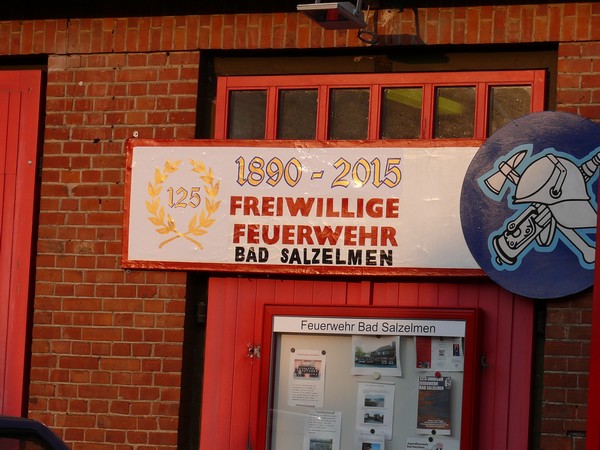 125
1890 - 2015
FREIWILLIGE
FEUERWEHR
BAD SALZELMEN
Feuerwehr Bad Salzelmen